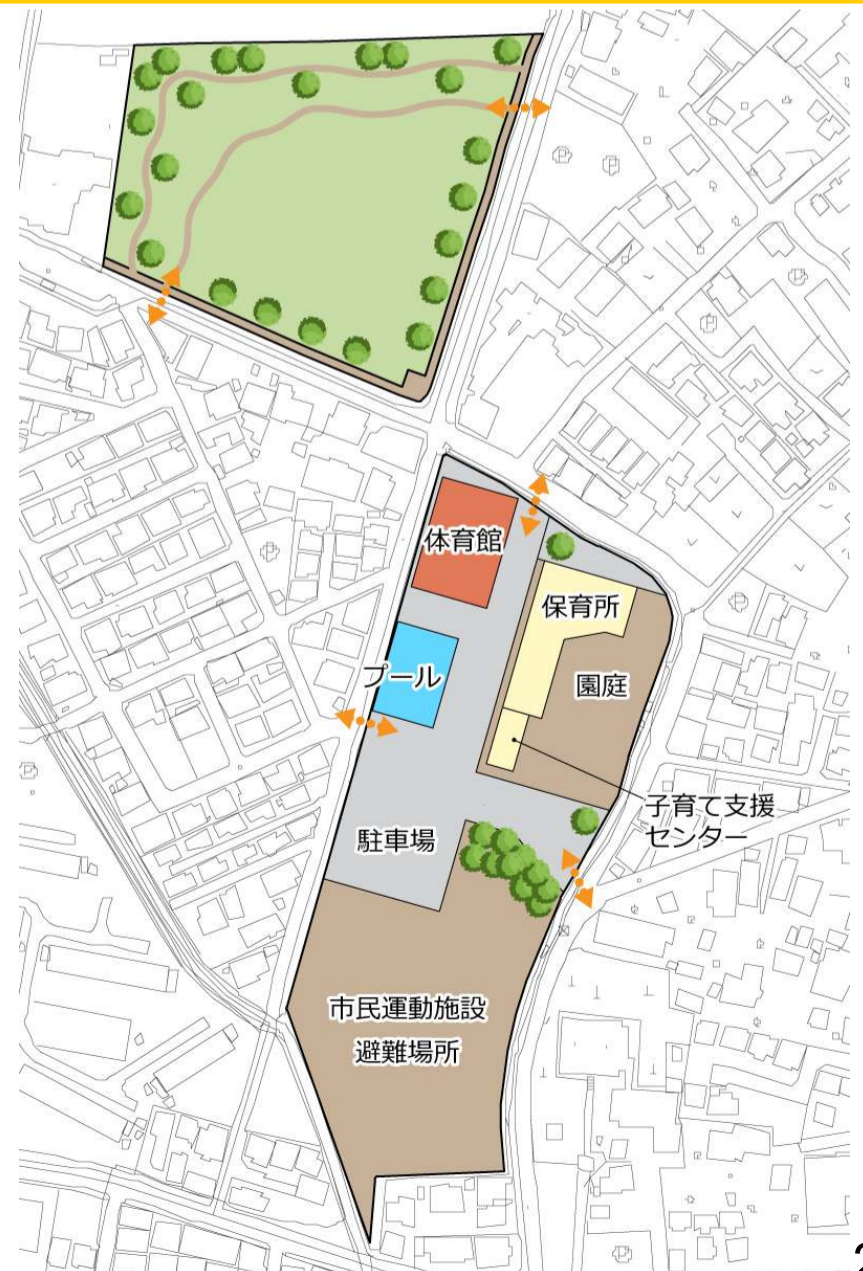 体育館
保育所
プール
園庭
子育て支援
センター
駐車場
市民運動施設
避難場所